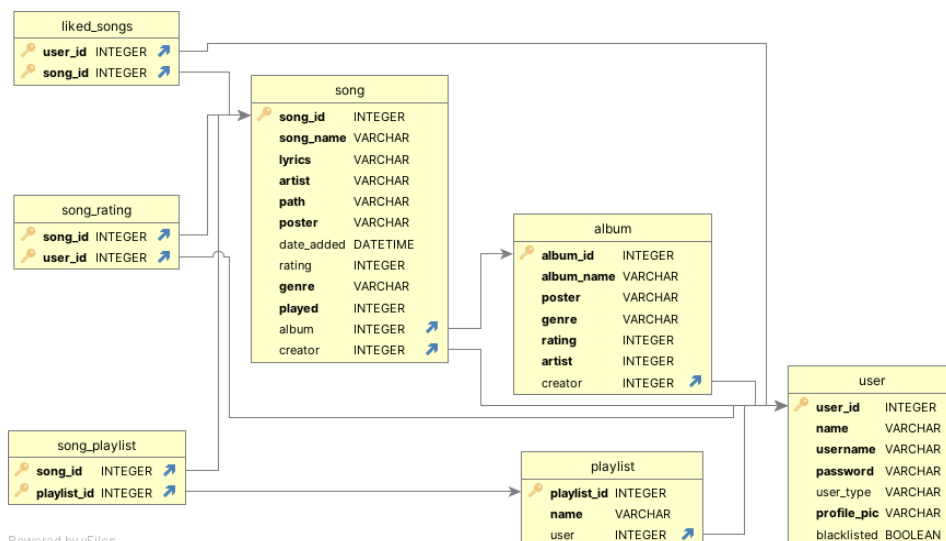 liked_songs
user_id INTEGER
song_id INTEGER
song
song_id INTEGER
song_name VARCHAR
lyrics VARCHAR
artist VARCHAR
path VARCHAR
poster VARCHAR
date_added DATETIME
rating INTEGER
genre VARCHAR
played INTEGER
album INTEGER
creator INTEGER
song_rating
song_id INTEGER
user_id INTEGER
album
album_id INTEGER
album_name VARCHAR
poster VARCHAR
genre VARCHAR
rating INTEGER
artist INTEGER
creator INTEGER
user
user_id INTEGER
name VARCHAR
username VARCHAR
password VARCHAR
user_type VARCHAR
profile_pic VARCHAR
blacklisted BOOLEAN
song_playlist
song_id INTEGER
playlist_id INTEGER
playlist
playlist_id INTEGER
name VARCHAR
user INTEGER
Powered by yFiles